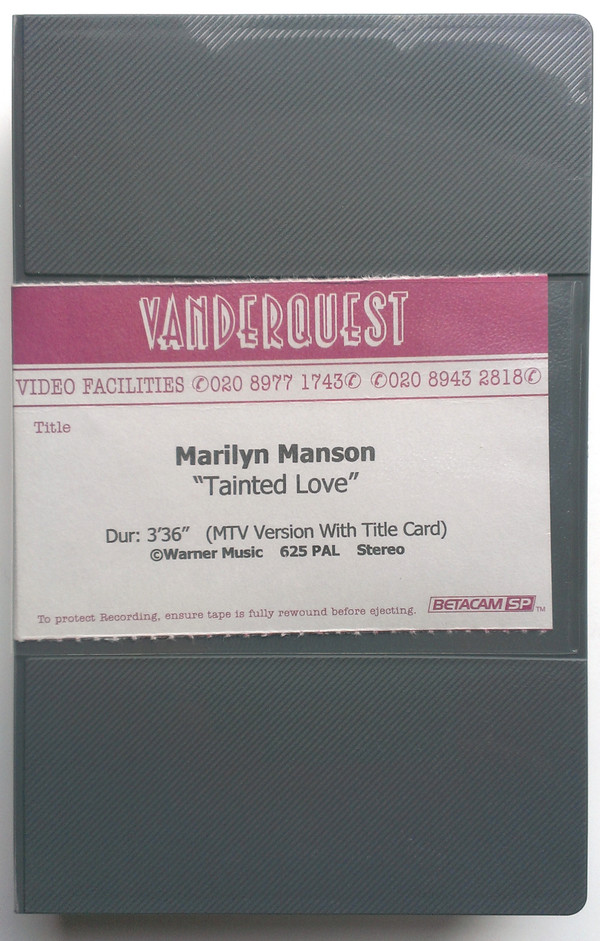 VANDERQUEST
VIDEO FACILITIES ✆020 8977 1743✆ ✆020 8943 2818✆
Title
Marilyn Manson
“Tainted Love”
Dur: 3’36” (MTV Version With Title Card)
©Warner Music 625 PAL Stereo
To protect Recording, ensure tape is fully rewound before ejecting.
BETACAM SP™